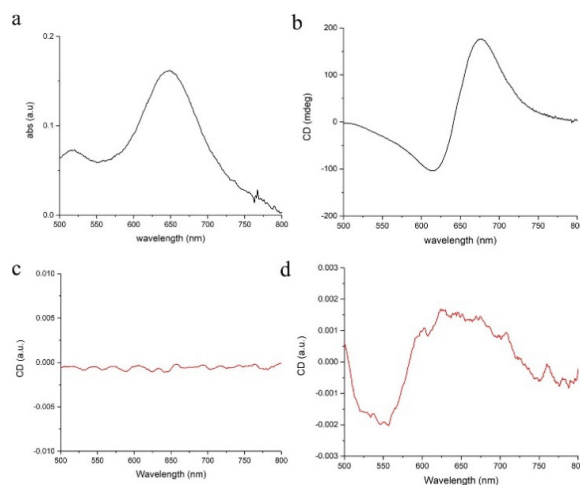 a
0.2
0.1
0.0
abs (a.u)
500 550 600 650 700 750 800
wavelength (nm)
b
200
100
0
-100
-200
CD (mdeg)
500 550 600 650 700 750 800
wavelength (nm)
c
0.010
0.005
0.000
-0.005
-0.010
CD (a.u.)
500 550 600 650 700 750 800
Wavelength (nm)
d
0.003
0.002
0.001
0.000
-0.001
-0.002
-0.003
CD (a.u.)
500 550 600 650 700 750 800
Wavelength (nm)